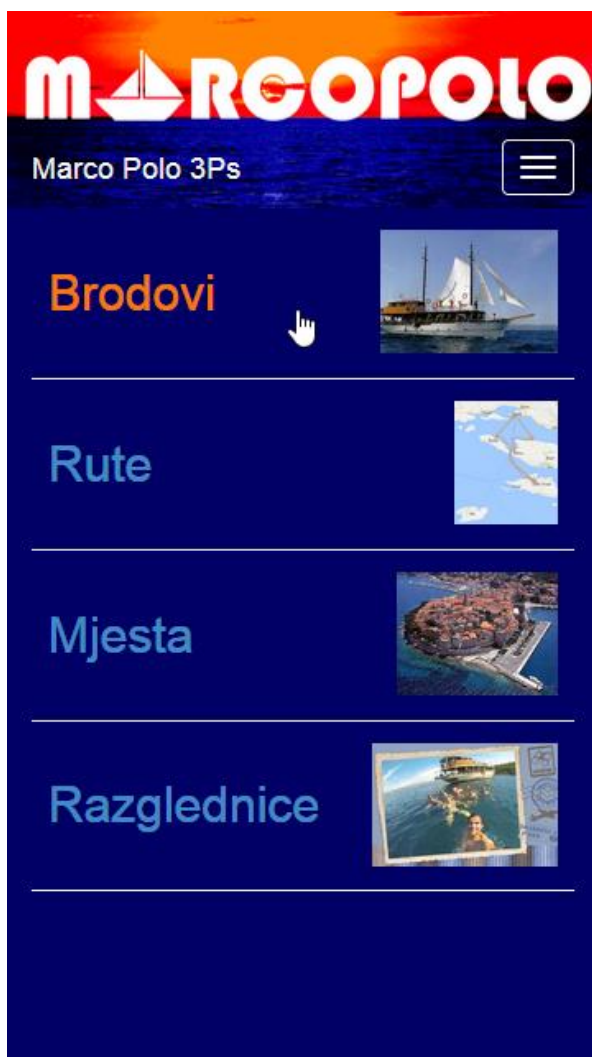 MARCOPOLO
Marco Polo 3Ps
Brodovi
Rute
Mjesta
Razglednice